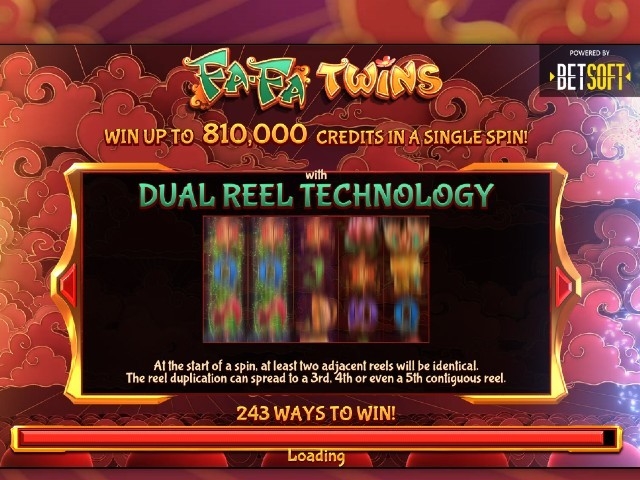 POWERED BY
BETSOFT
FA-FA TWINS
WIN UP TO 810,000 CREDITS IN A SINGLE SPIN!
with
DUAL REEL TECHNOLOGY
At the start of a spin, at least two adjacent reels will be identical.
The reel duplication can spread to a 3rd, 4th or even a 5th contiguous reel.
243 WAYS TO WIN!
Loading